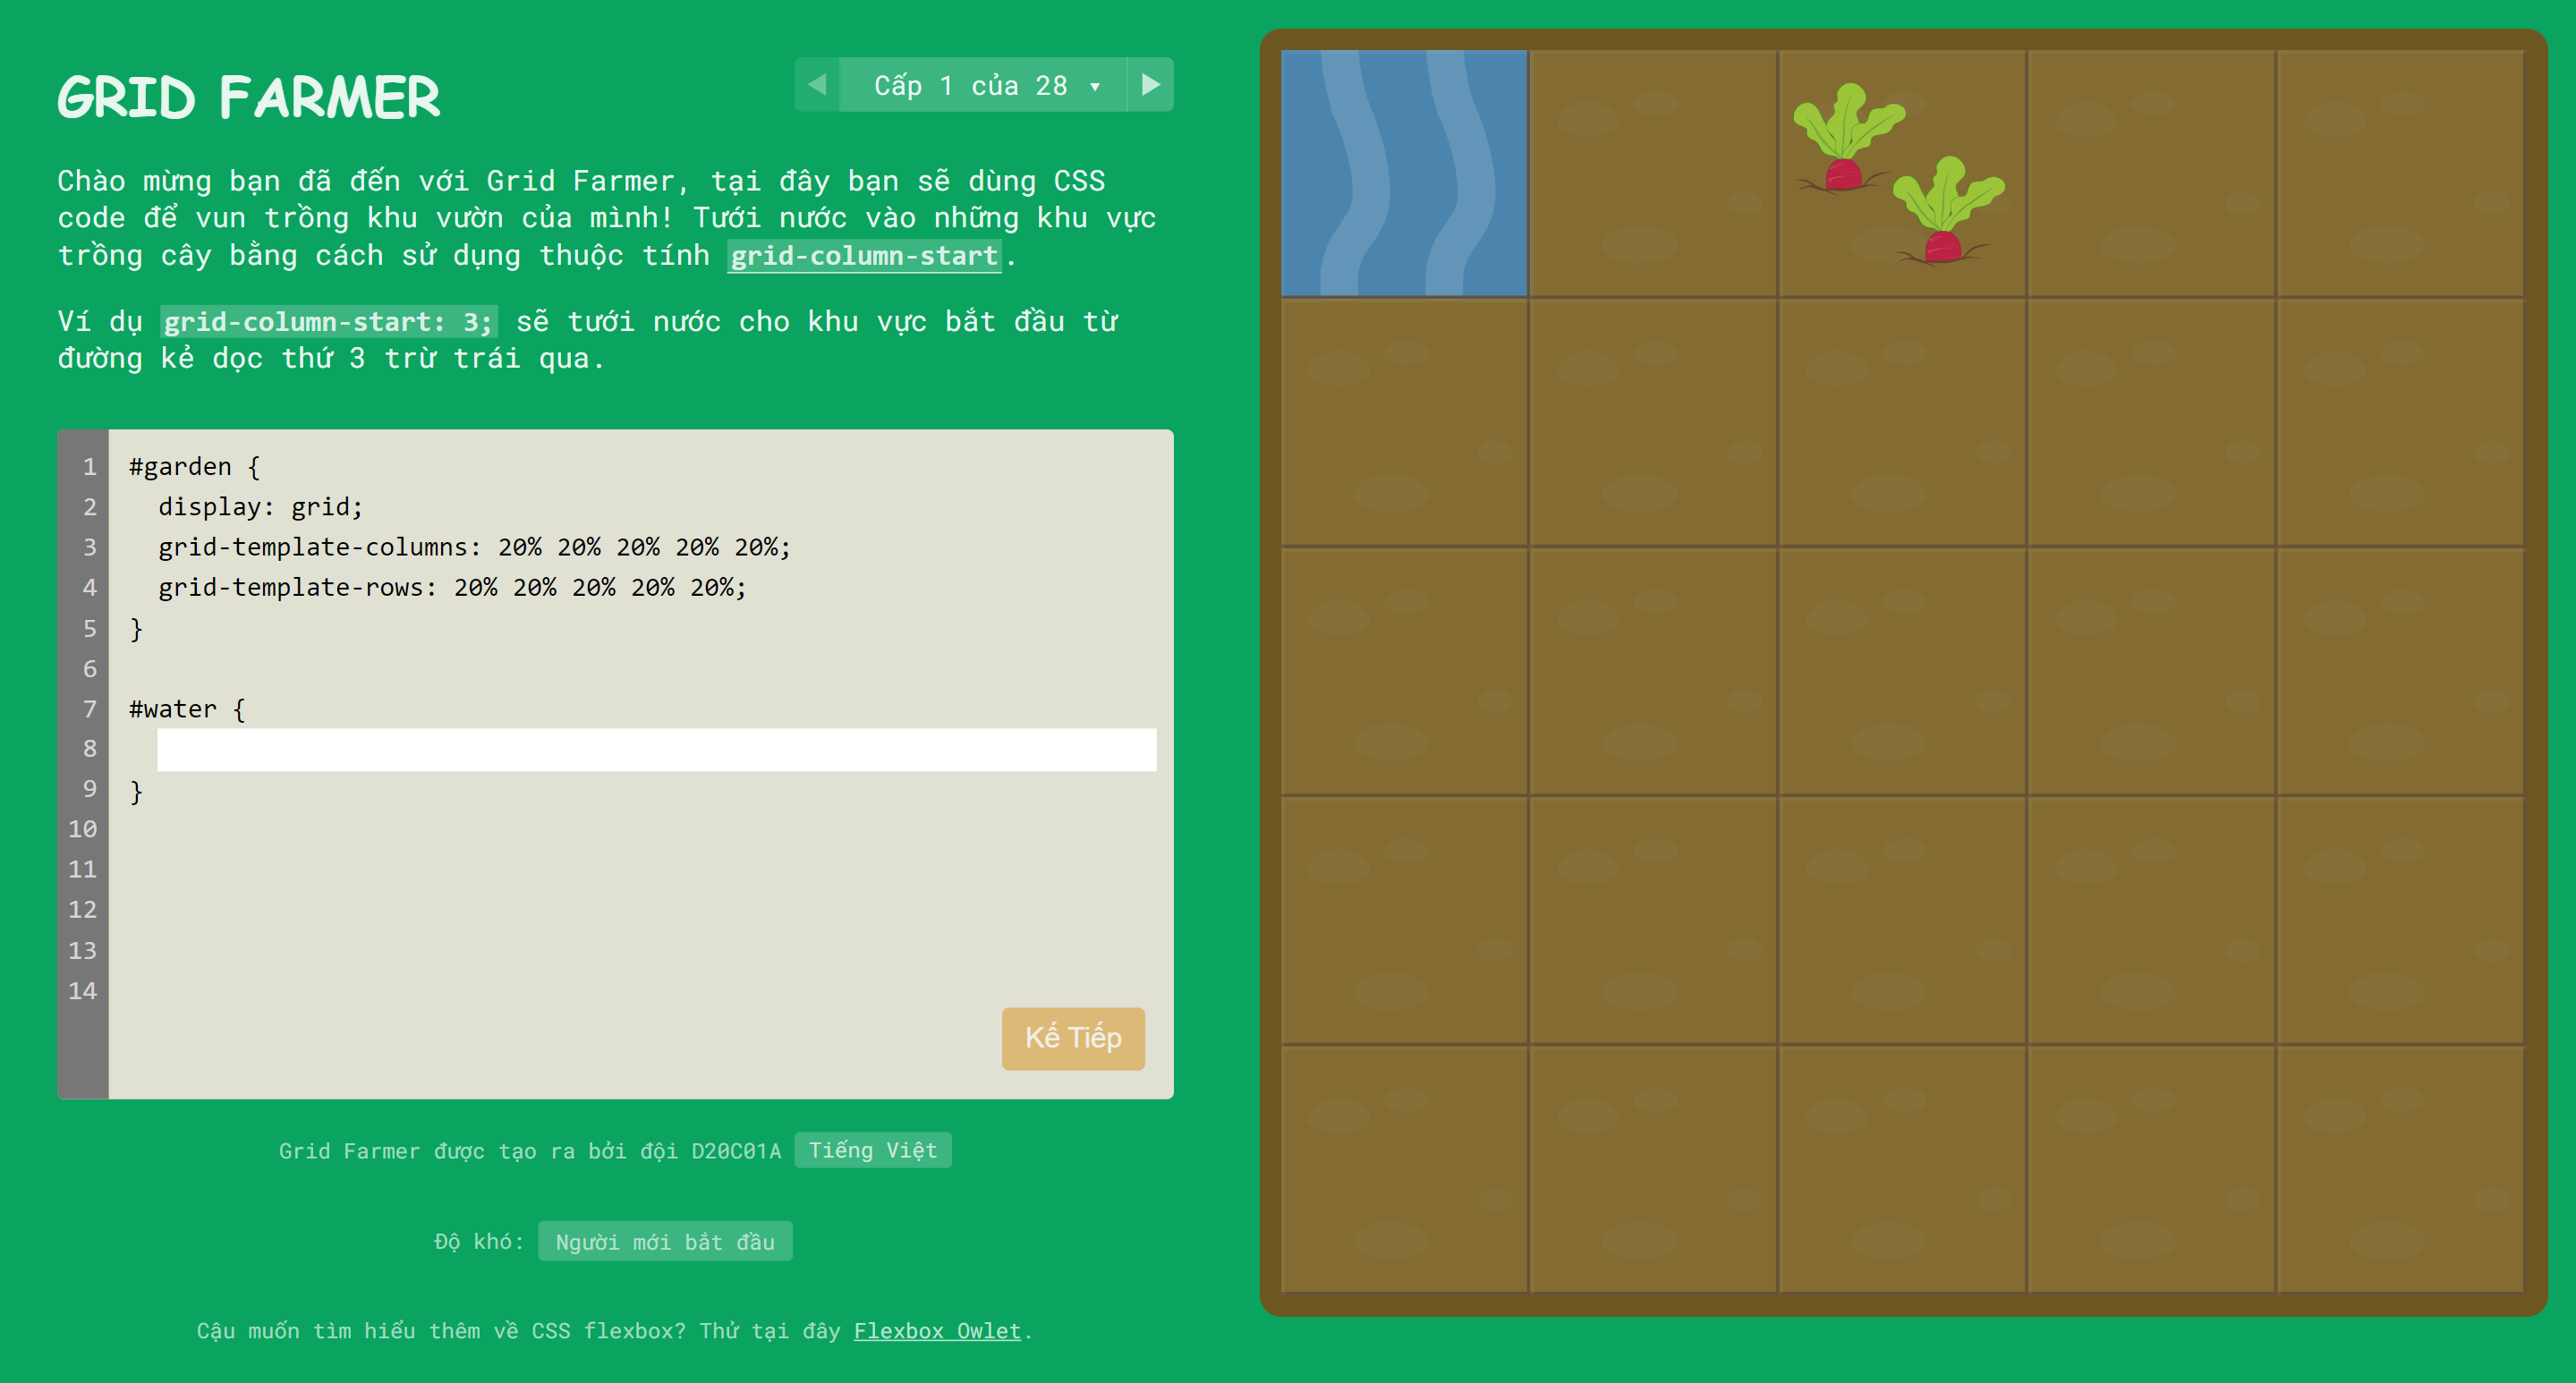 GRID FARMER
◀ Cấp 1 của 28 ▾ ▶
Chào mừng bạn đã đến với Grid Farmer, tại đây bạn sẽ dùng CSS
code để vun trồng khu vườn của mình! Tưới nước vào những khu vực
trồng cây bằng cách sử dụng thuộc tính grid-column-start.
Ví dụ grid-column-start: 3; sẽ tưới nước cho khu vực bắt đầu từ
đường kẻ dọc thứ 3 trừ trái qua.
1 #garden {
2 display: grid;
3 grid-template-columns: 20% 20% 20% 20% 20%;
4 grid-template-rows: 20% 20% 20% 20% 20%;
5 }
6
7 #water {
8
9 }
10
11
12
13
14
Kế Tiếp
Grid Farmer được tạo ra bởi đội D20C01A Tiếng Việt
Độ khó: Người mới bắt đầu
Cậu muốn tìm hiểu thêm về CSS flexbox? Thử tại đây Flexbox Owlet.